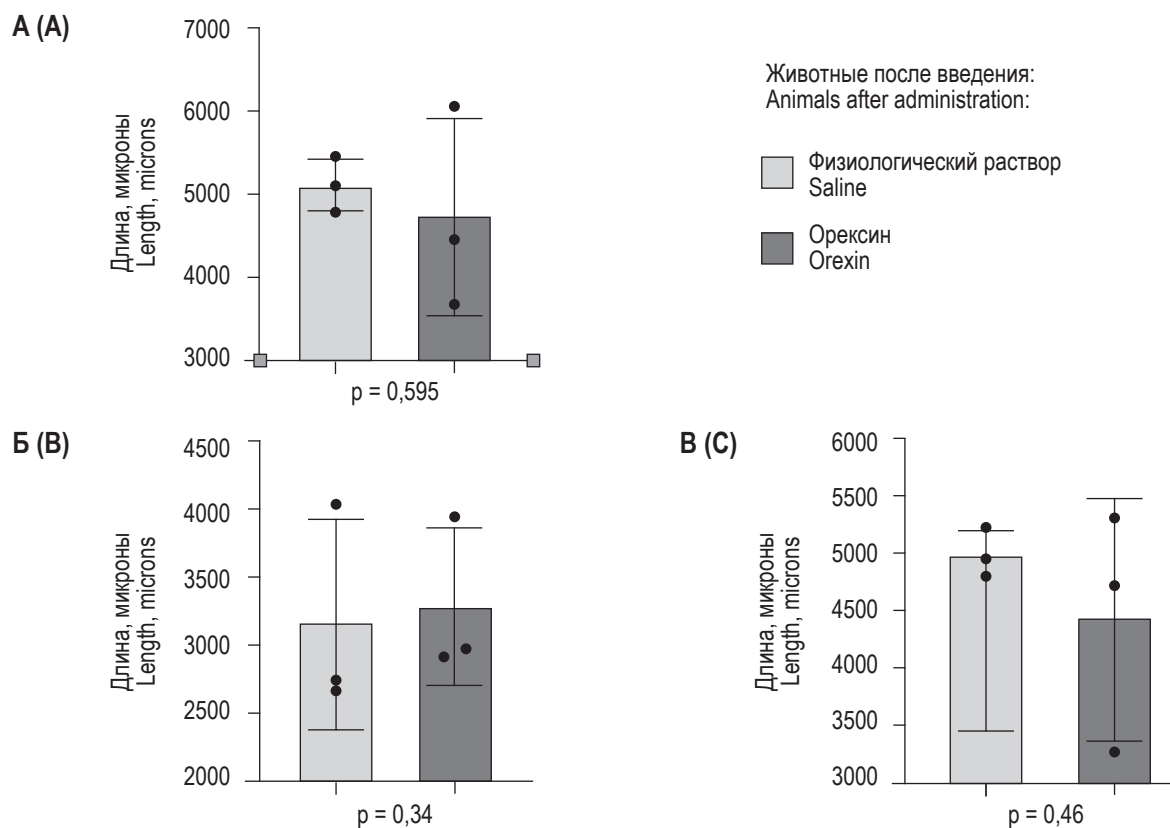 А (A)
Длина, микроны
Length, microns
7000
6000
5000
4000
3000
p = 0,595
Животные после введения:
Animals after administration:
Физиологический раствор
Saline
Орексин
Orexin
Б (B)
Длина, микроны
Length, microns
4500
4000
3500
3000
2500
2000
p = 0,34
В (C)
Длина, микроны
Length, microns
6000
5500
5000
4500
4000
3500
3000
p = 0,46